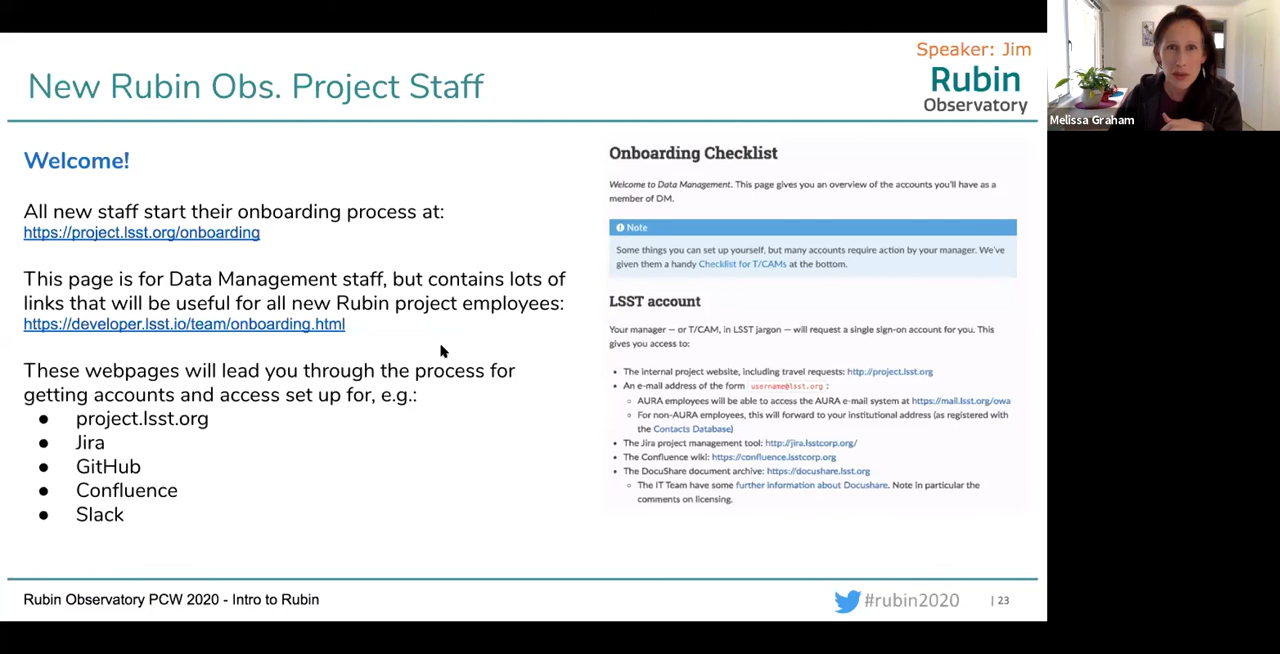 New Rubin Obs. Project Staff
Speaker: Jim
Rubin
Observatory
Melissa Graham
Welcome!
All new staff start their onboarding process at:
https://project.lsst.org/onboarding
This page is for Data Management staff, but contains lots of
links that will be useful for all new Rubin project employees:
https://developer.lsst.io/team/onboarding.html
These webpages will lead you through the process for
getting accounts and access set up for, e.g.:
● project.lsst.org
● Jira
● GitHub
● Confluence
● Slack
Onboarding Checklist
Welcome to Data Management. This page gives you an overview of the accounts you'll have as a
member of DM.
Note
Some things you can set up yourself, but many accounts require action by your manager. We've
given them a handy Checklist for T/CAMs at the bottom.
LSST account
Your manager — or T/CAM, in LSST jargon — will request a single sign-on account for you. This
gives you access to:
• The internal project website, including travel requests: http://project.lsst.org
• An e-mail address of the form username@lsst.org :
○ AURA employees will be able to access the AURA e-mail system at https://mail.lsst.org/owa
○ For non-AURA employees, this will forward to your institutional address (as registered with
the Contacts Database)
• The Jira project management tool: http://jira.lsstcorp.org/
• The Confluence wiki: https://confluence.lsstcorp.org
• The DocuShare document archive: https://docushare.lsst.org
○ The IT Team have some further information about Docushare. Note in particular the
comments on licensing.
Rubin Observatory PCW 2020 - Intro to Rubin
#rubin2020
| 23